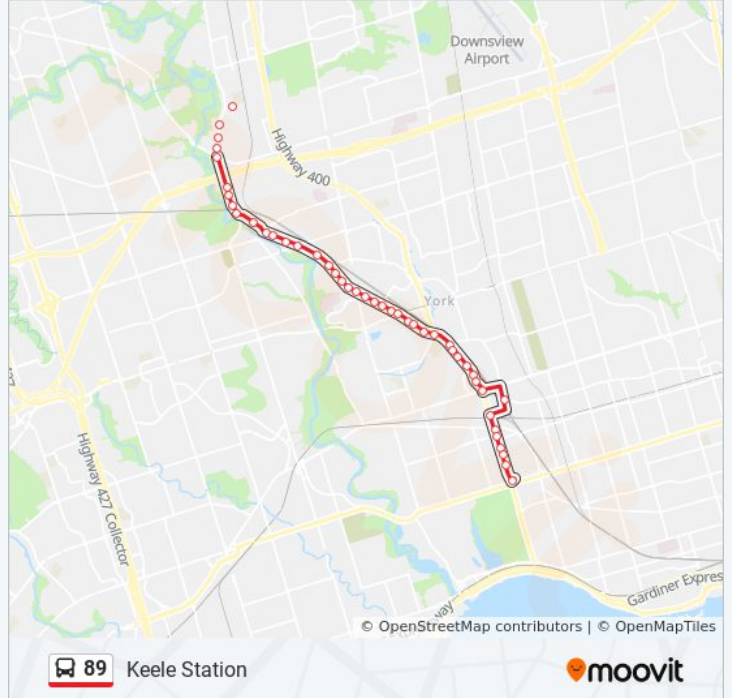 Downsview
Airport
Highway 400
York
Highway 427 Collector
Gardiner Expres
© OpenStreetMap contributors | © OpenMapTiles
89 Keele Station
moovit